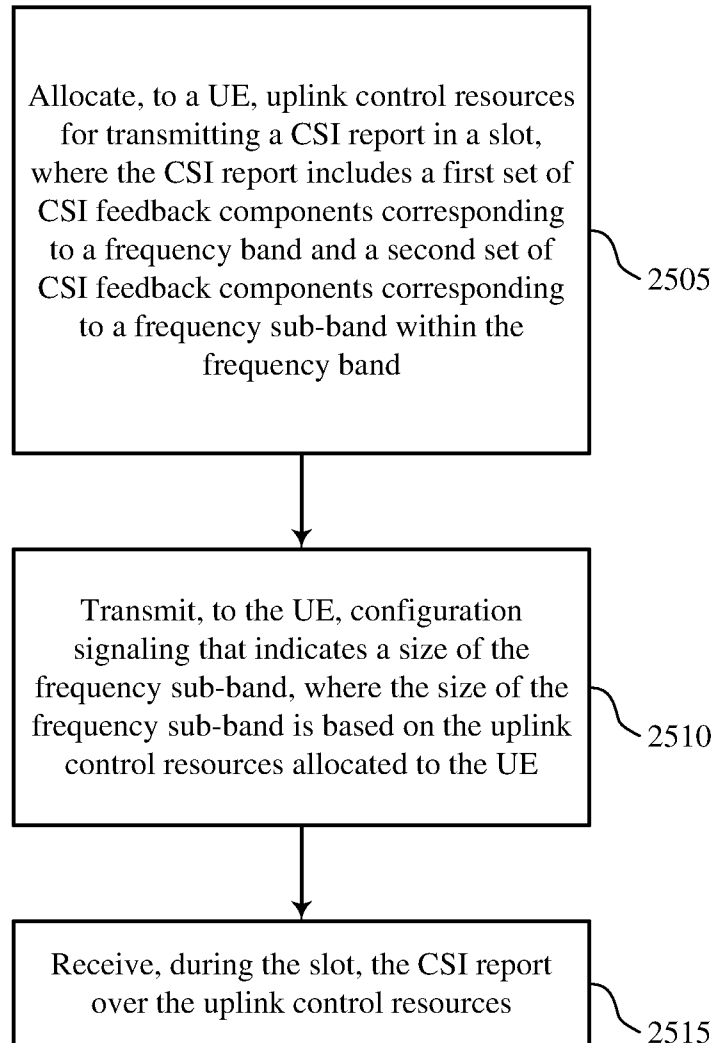 Allocate, to a UE, uplink control resources
for transmitting a CSI report in a slot,
where the CSI report includes a first set of
CSI feedback components corresponding
to a frequency band and a second set of
CSI feedback components corresponding
to a frequency sub-band within the
frequency band
2505
Transmit, to the UE, configuration
signaling that indicates a size of the
frequency sub-band, where the size of the
frequency sub-band is based on the uplink
control resources allocated to the UE
2510
Receive, during the slot, the CSI report
over the uplink control resources
2515